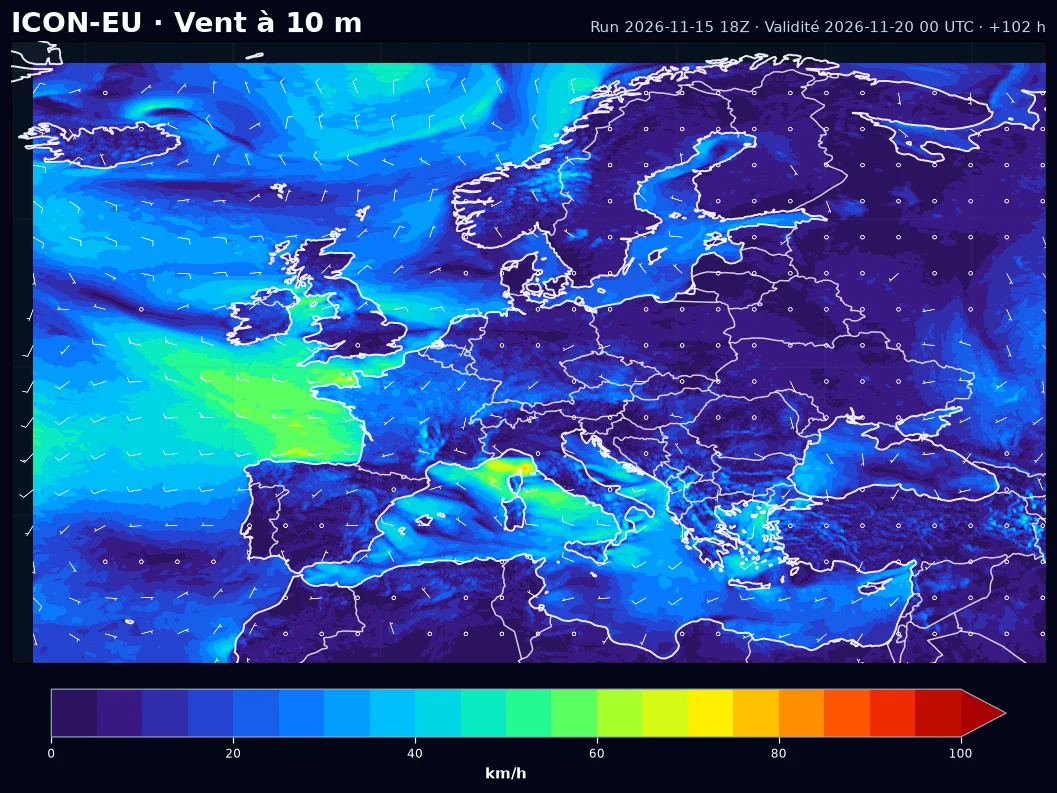 ICON-EU · Vent à 10 m
Run 2026-11-15 18Z · Validité 2026-11-20 00 UTC · +102 h
0 20 40 60 80 100
km/h